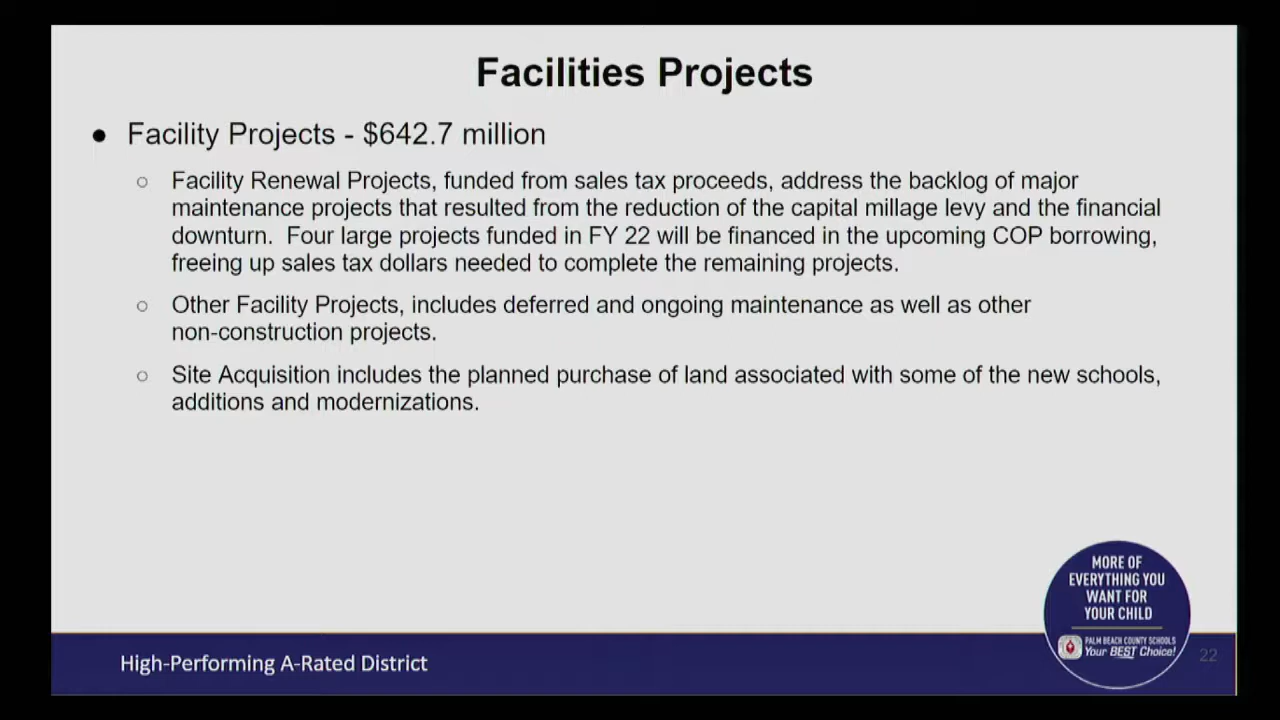 Facilities Projects
● Facility Projects - $642.7 million
○ Facility Renewal Projects, funded from sales tax proceeds, address the backlog of major
maintenance projects that resulted from the reduction of the capital millage levy and the financial
downturn.  Four large projects funded in FY 22 will be financed in the upcoming COP borrowing,
freeing up sales tax dollars needed to complete the remaining projects.
○ Other Facility Projects, includes deferred and ongoing maintenance as well as other
non-construction projects.
○ Site Acquisition includes the planned purchase of land associated with some of the new schools,
additions and modernizations.
MORE OF
EVERYTHING YOU
WANT FOR
YOUR CHILD
PALM BEACH COUNTY SCHOOLS
Your BEST Choice!
High-Performing A-Rated District
22